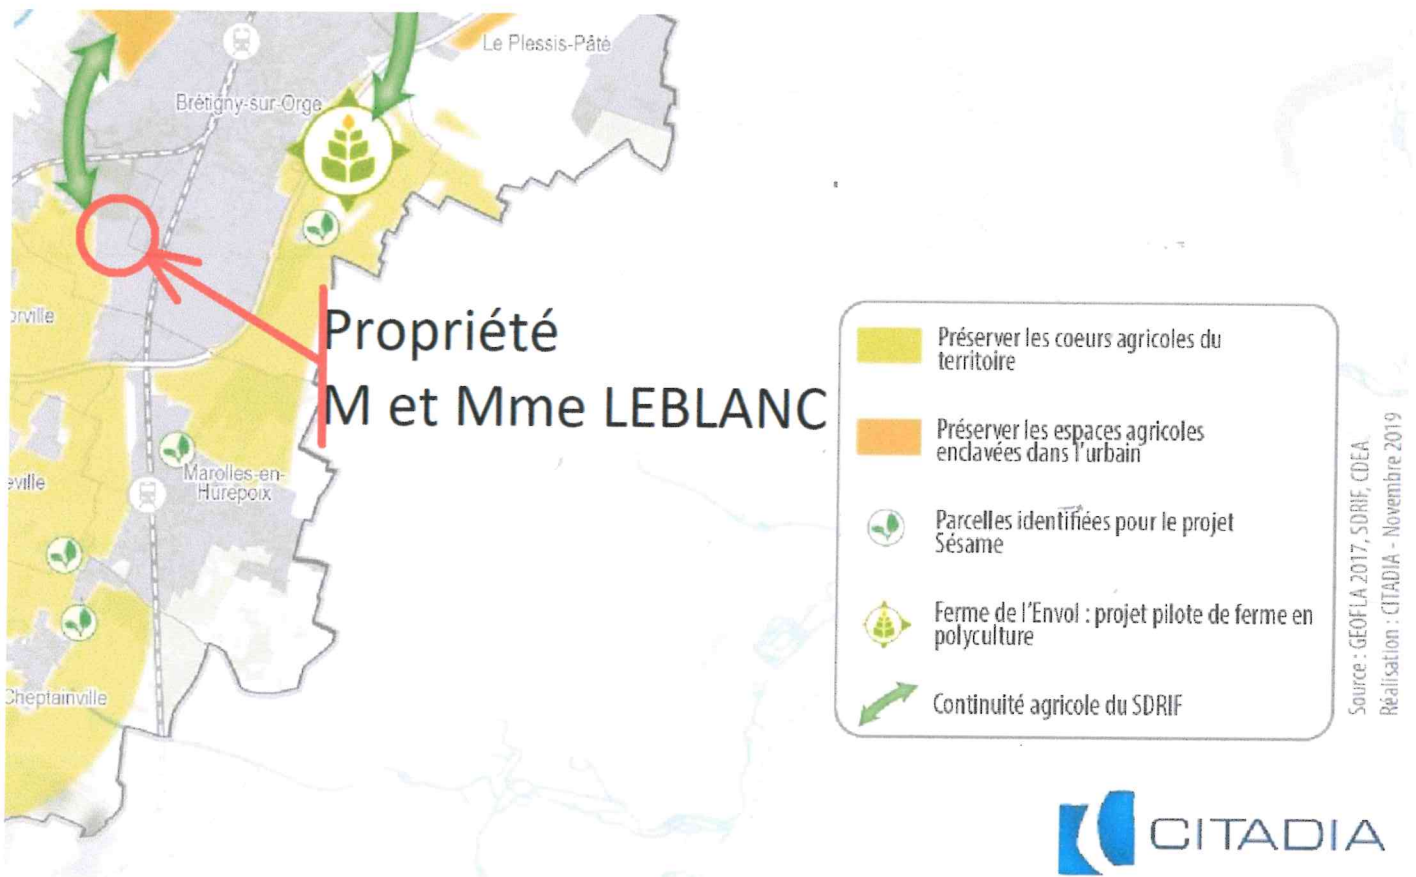 Le Plessis-Pâté
Brétigny-sur-Orge
orville
Propriété
M et Mme LEBLANC
eville
Marolles-en-
Hurepoix
Cheptainville
Préserver les coeurs agricoles du
territoire
Préserver les espaces agricoles
enclavées dans l'urbain
Parcelles identifiées pour le projet
Sésame
Ferme de l'Envol : projet pilote de ferme en
polyculture
Continuité agricole du SDRIF
Source : GEOFLA 2017, SDRIF, CDEA
Réalisation : CITADIA - Novembre 2019
CITADIA